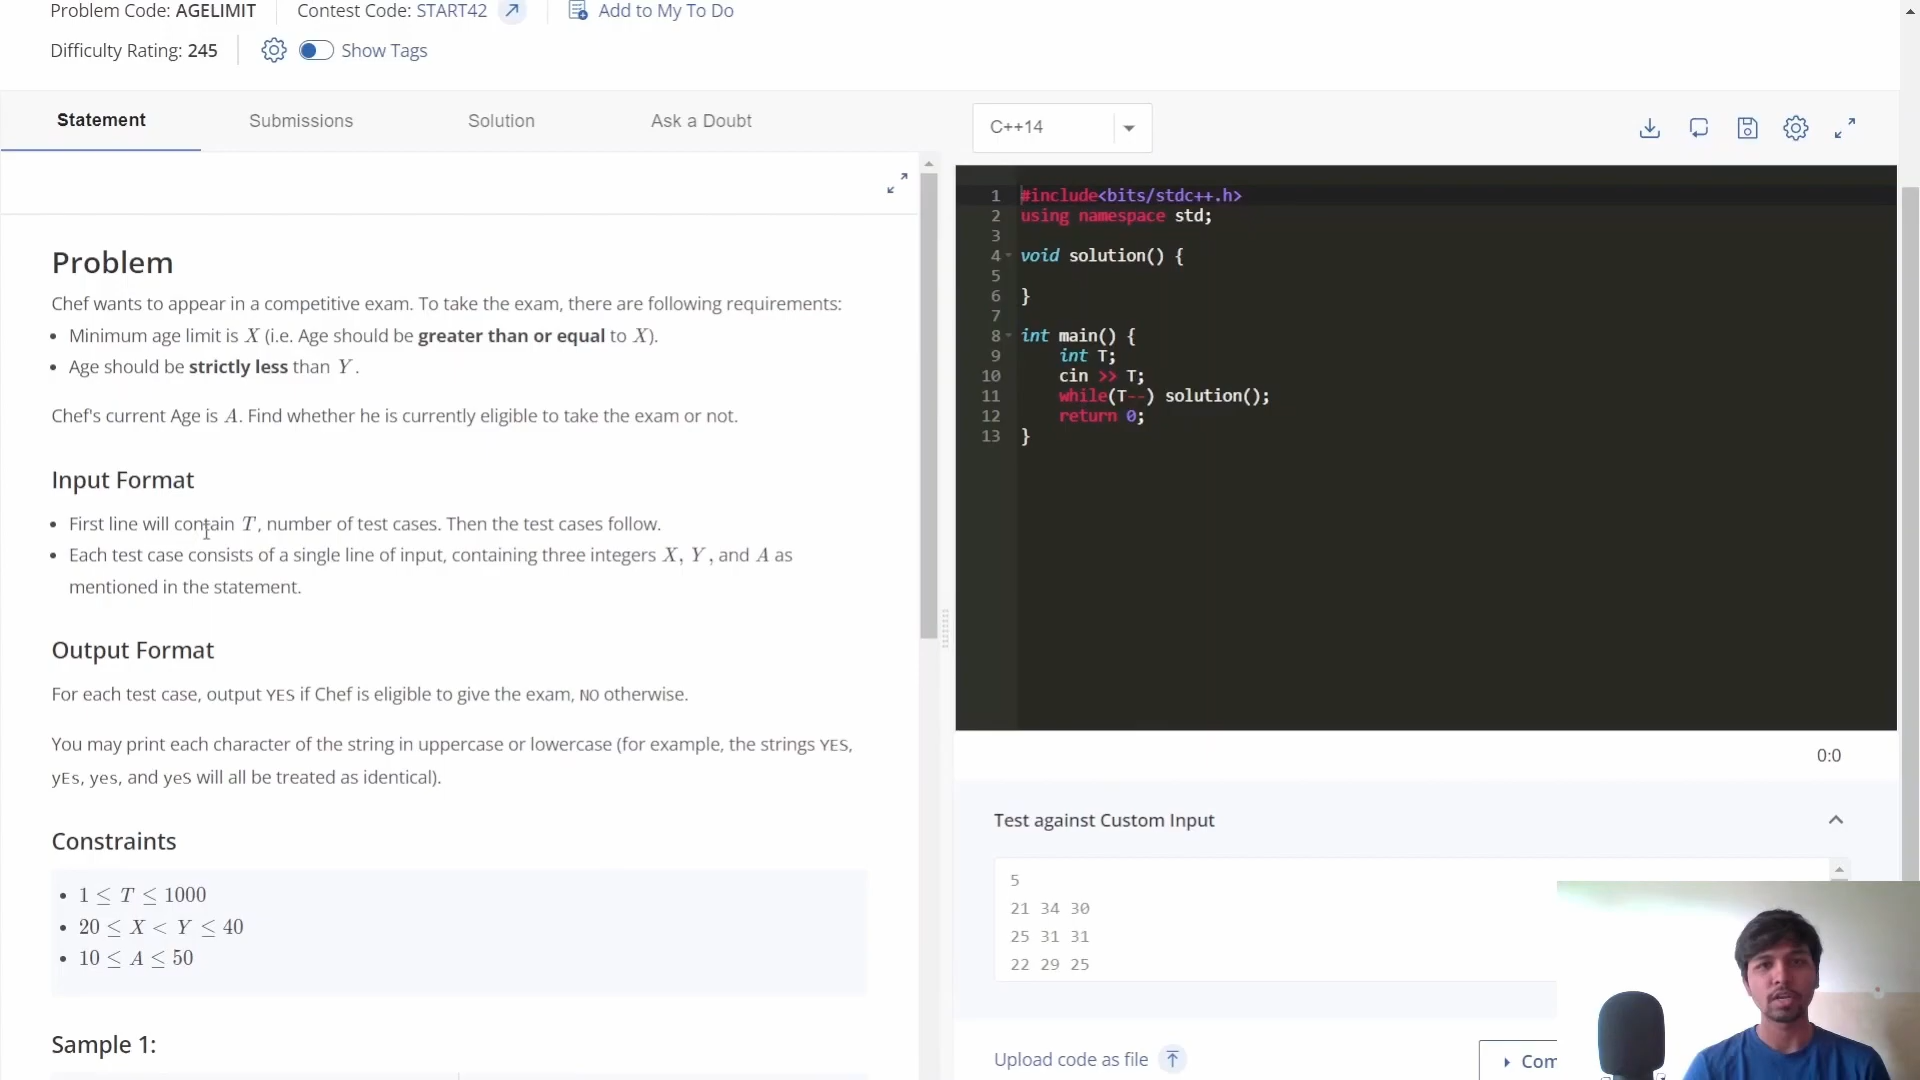 Problem Code: AGELIMIT Contest Code: START42 Add to My To Do
Difficulty Rating: 245 Show Tags
Statement Submissions Solution Ask a Doubt
Problem
Chef wants to appear in a competitive exam. To take the exam, there are following requirements:
• Minimum age limit is X (i.e. Age should be greater than or equal to X).
• Age should be strictly less than Y.
Chef's current Age is A. Find whether he is currently eligible to take the exam or not.
Input Format
• First line will contain T, number of test cases. Then the test cases follow.
• Each test case consists of a single line of input, containing three integers X, Y, and A as
mentioned in the statement.
Output Format
For each test case, output YES if Chef is eligible to give the exam, NO otherwise.
You may print each character of the string in uppercase or lowercase (for example, the strings YES,
yEs, yes, and yeS will all be treated as identical).
Constraints
• 1 ≤ T ≤ 1000
• 20 ≤ X < Y ≤ 40
• 10 ≤ A ≤ 50
Sample 1:
C++14
1 #include<bits/stdc++.h>
2 using namespace std;
3
4 void solution() {
5
6 }
7
8 int main() {
9 int T;
10 cin >> T;
11 while(T--) solution();
12 return 0;
13 }
0:0
Test against Custom Input
5
21 34 30
25 31 31
22 29 25
Upload code as file Com